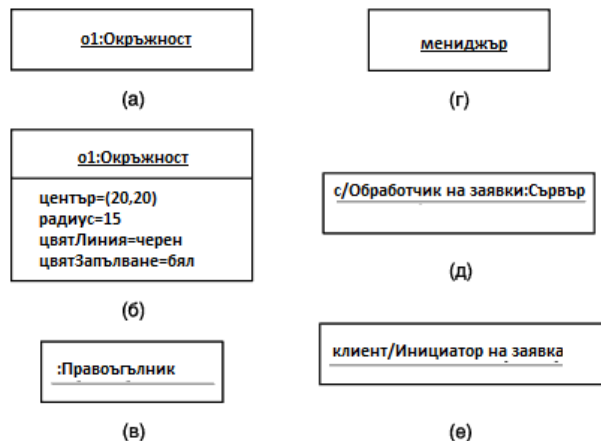 о1:Окръжност
(а)
мениджър
(г)
о1:Окръжност
център=(20,20)
радиус=15
цвятЛиния=черен
цвятЗапълване=бял
(б)
с/Обработчик на заявки:Сървър
(д)
:Правоъгълник
(в)
клиент/Инициатор на заявка
(е)